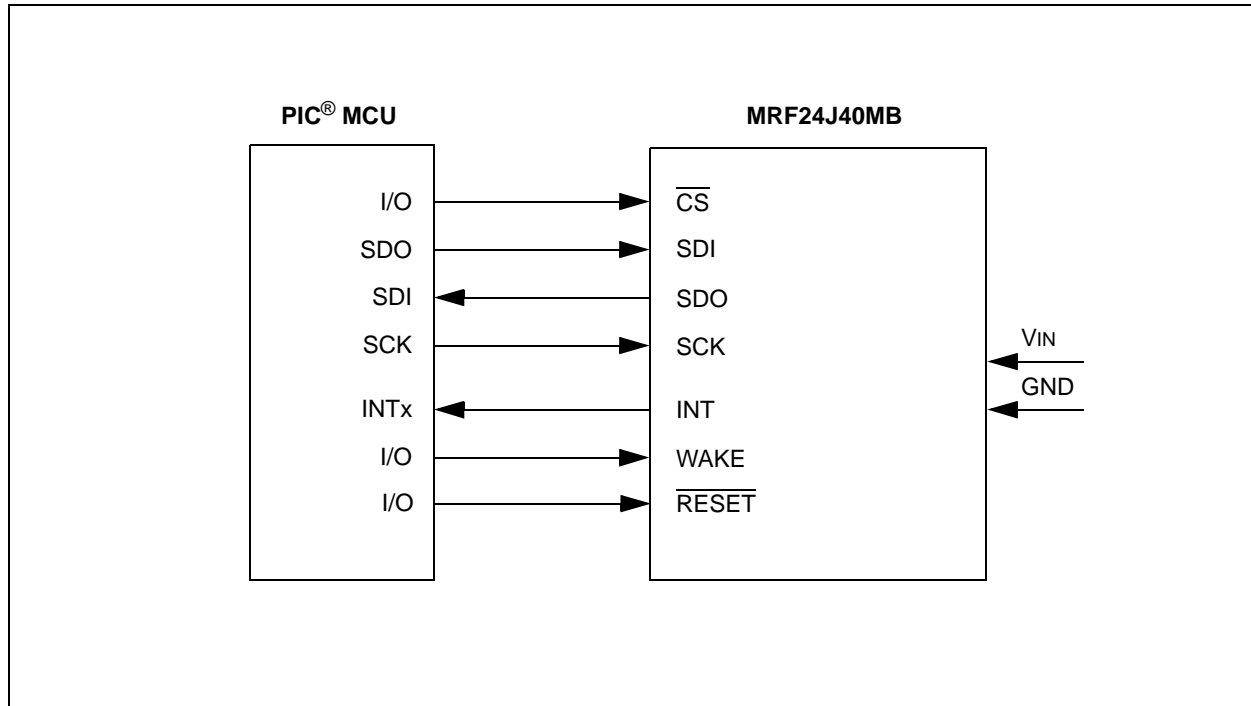 PIC® MCU
MRF24J40MB
I/O
CS
SDO
SDI
SDI
SDO
SCK
SCK
INTx
INT
I/O
WAKE
I/O
RESET
VIN
GND